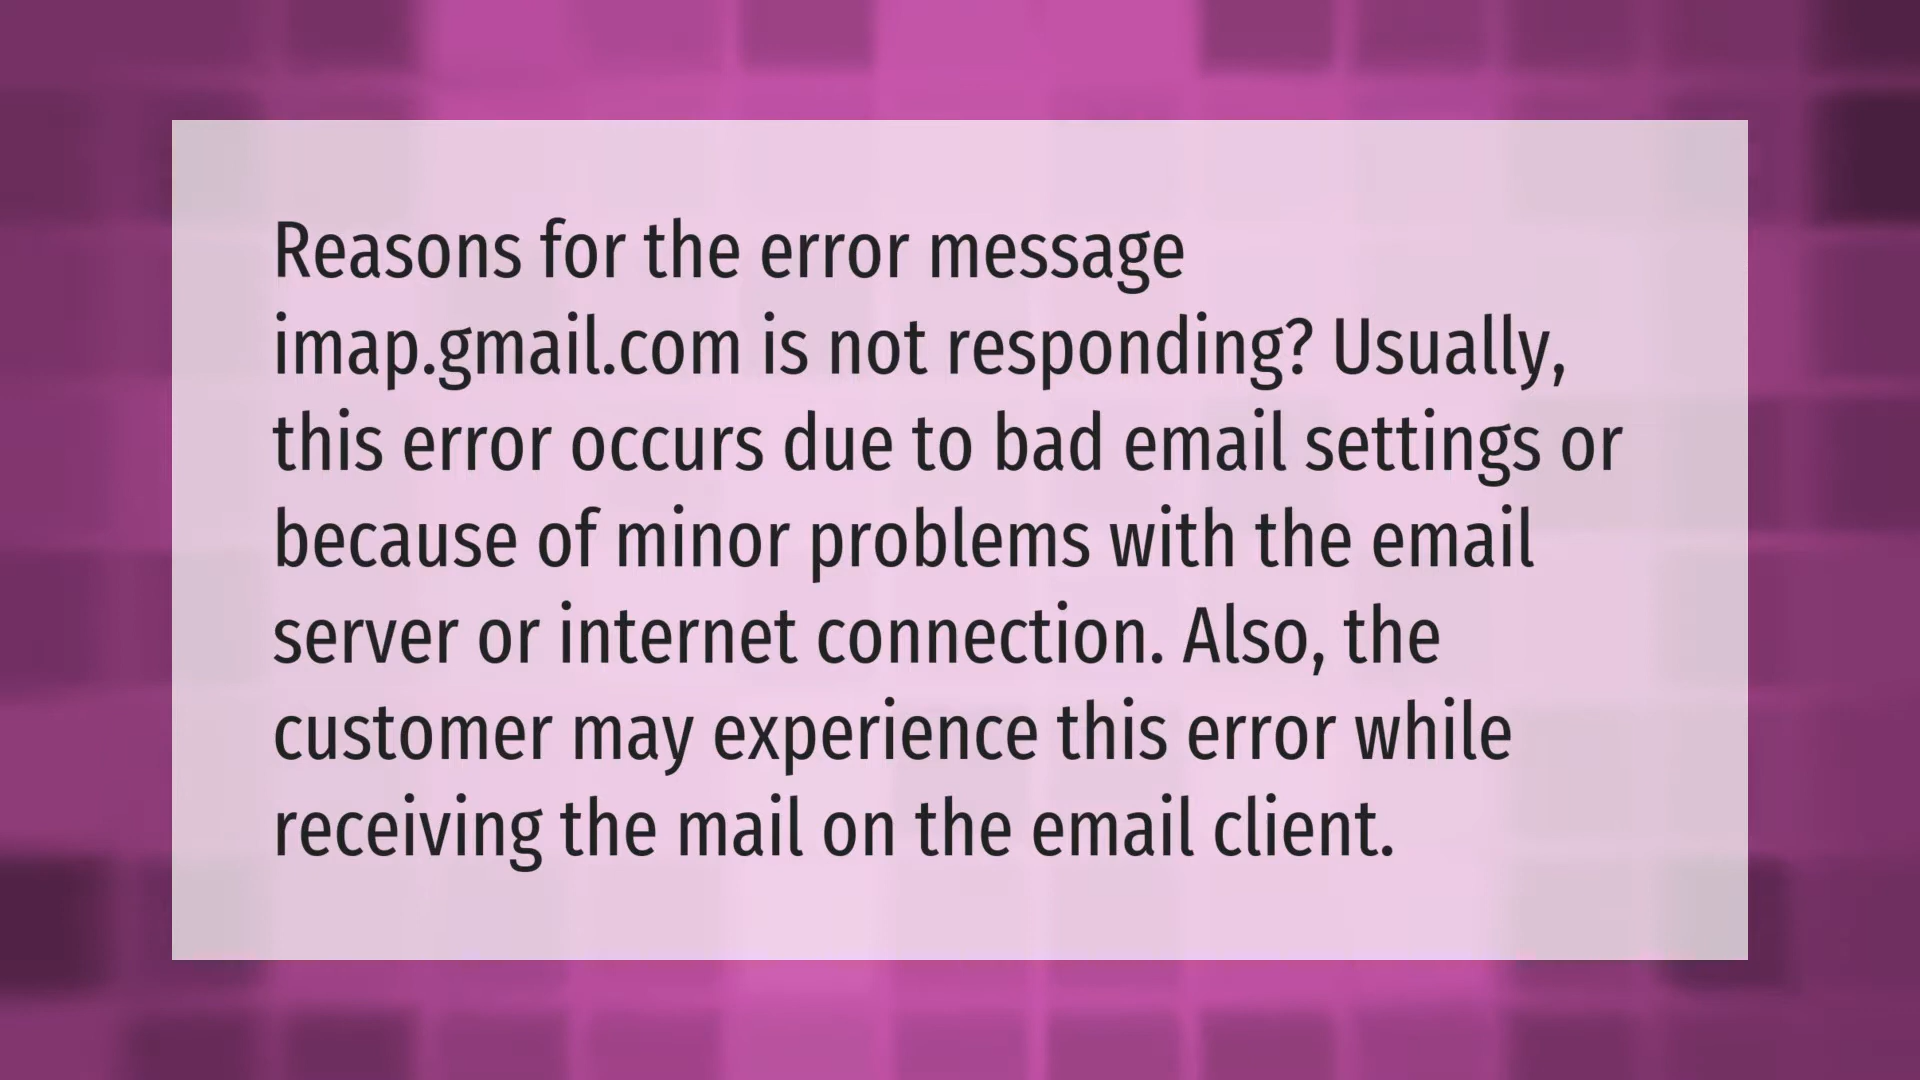 Reasons for the error message
imap.gmail.com is not responding? Usually,
this error occurs due to bad email settings or
because of minor problems with the email
server or internet connection. Also, the
customer may experience this error while
receiving the mail on the email client.